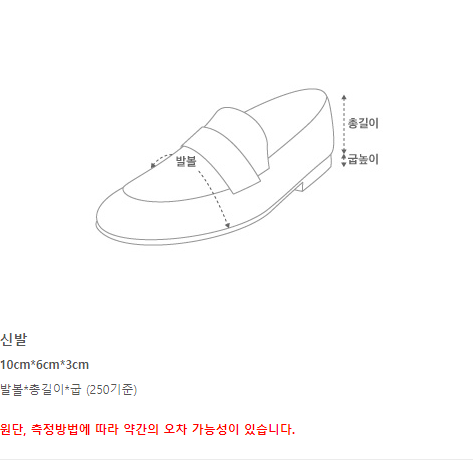 총길이
발볼
굽높이
신발
10cm*6cm*3cm
발볼*총길이*굽 (250기준)
원단, 측정방법에 따라 약간의 오차 가능성이 있습니다.